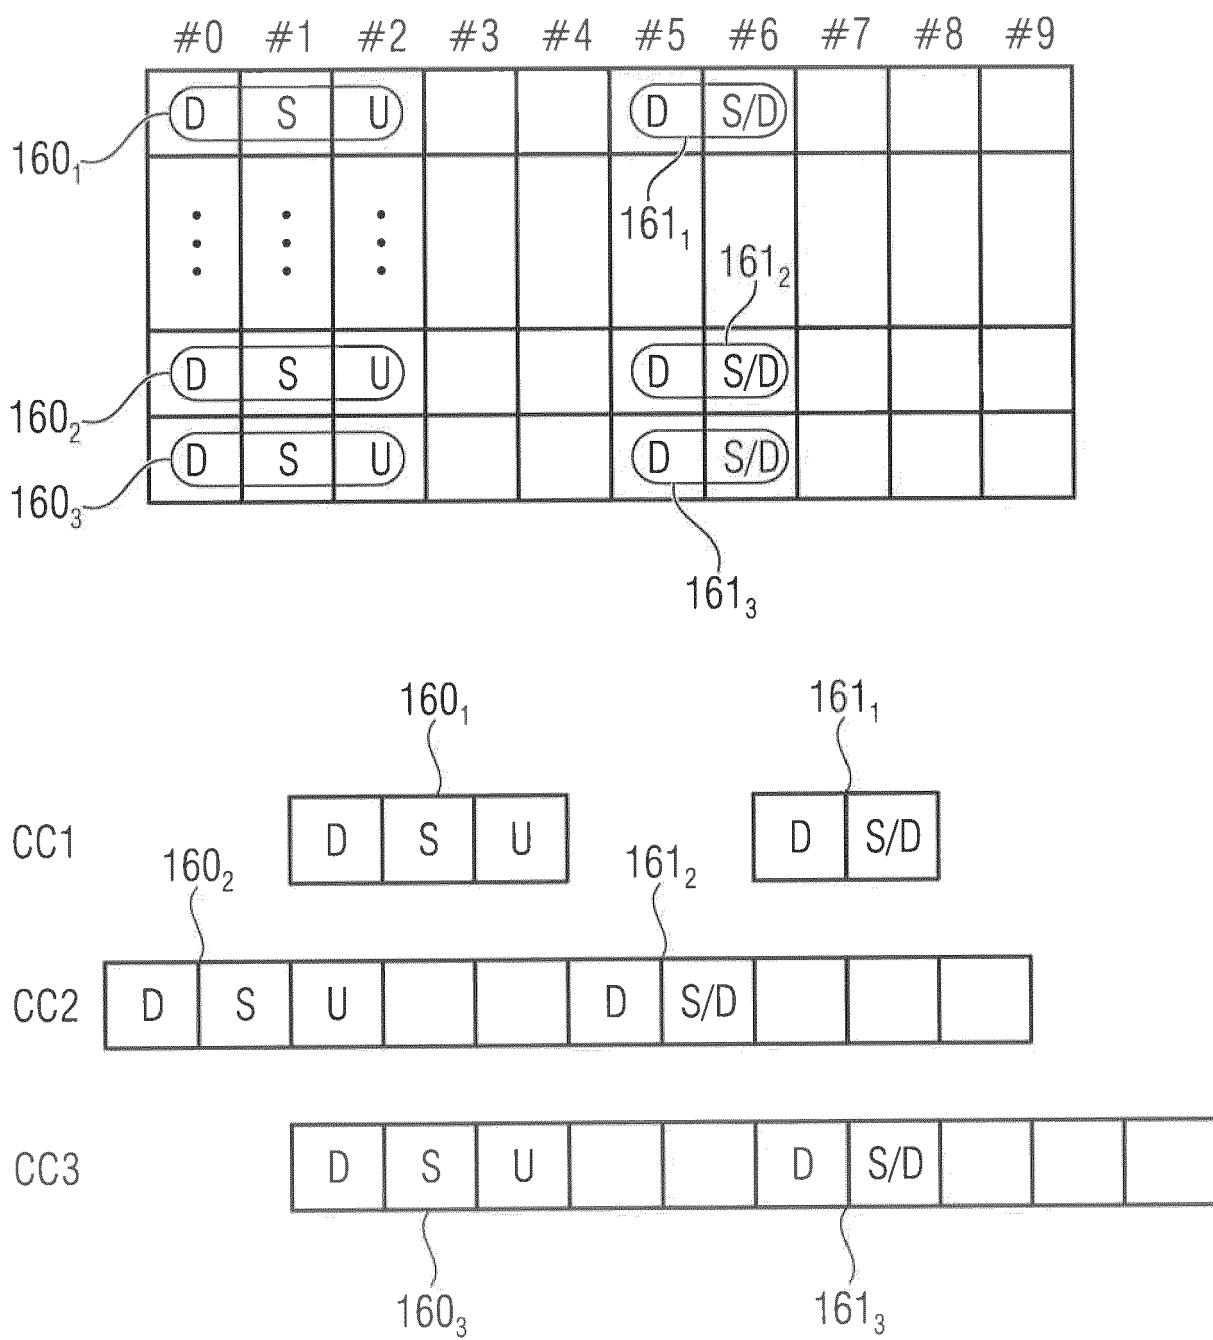 #0 #1 #2 #3 #4 #5 #6 #7 #8 #9
D S U D S/D
160₁
161₁
161₂
D S U D S/D
160₂
D S U D S/D
160₃
161₃
160₁ 161₁
CC1 D S U D S/D
160₂ 161₂
CC2 D S U D S/D
CC3 D S U D S/D
160₃ 161₃